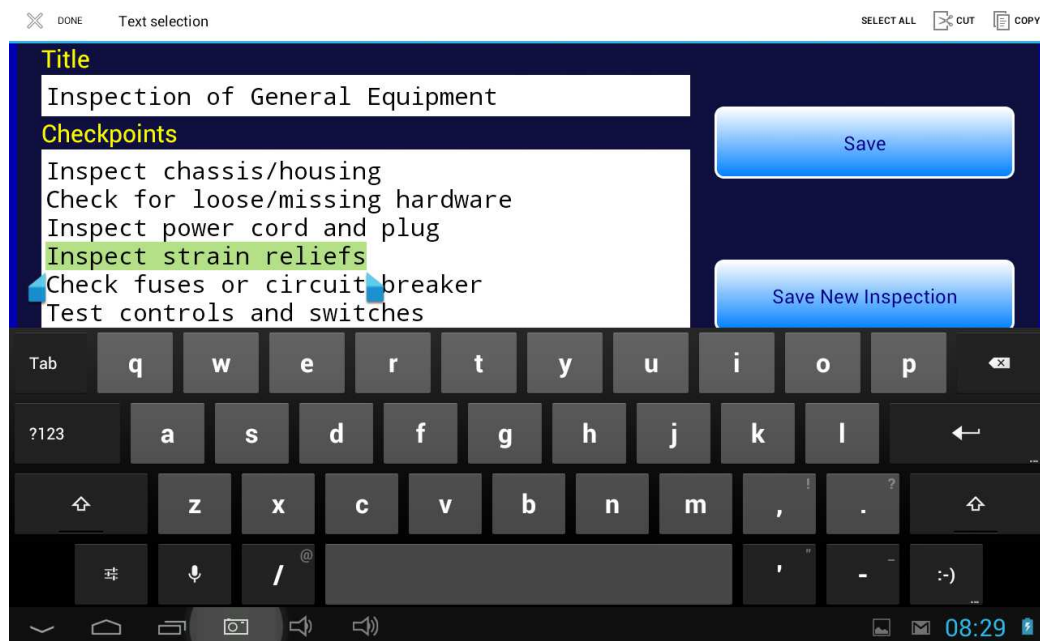 DONE Text selection SELECT ALL CUT COPY
Title
Inspection of General Equipment
Checkpoints
Save
Inspect chassis/housing
Check for loose/missing hardware
Inspect power cord and plug
Inspect strain reliefs
Check fuses or circuit breaker
Save New Inspection
Test controls and switches
Tab q w e r t y u i o p
?123 a s d f g h j k l
z x c v b n m , ! . ?
/ @ ' " - _ :-)
08:29